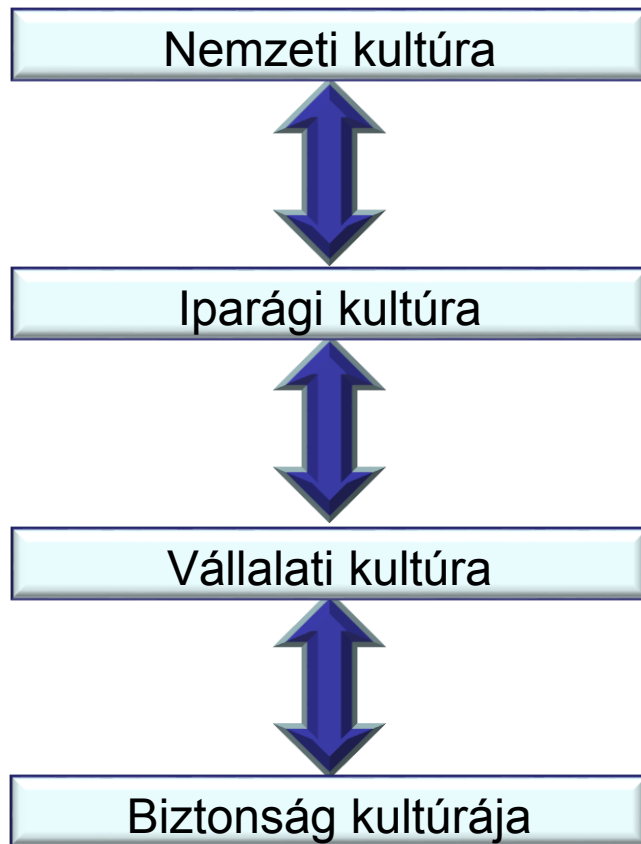 Nemzeti kultúra
Iparági kultúra
Vállalati kultúra
Biztonság kultúrája